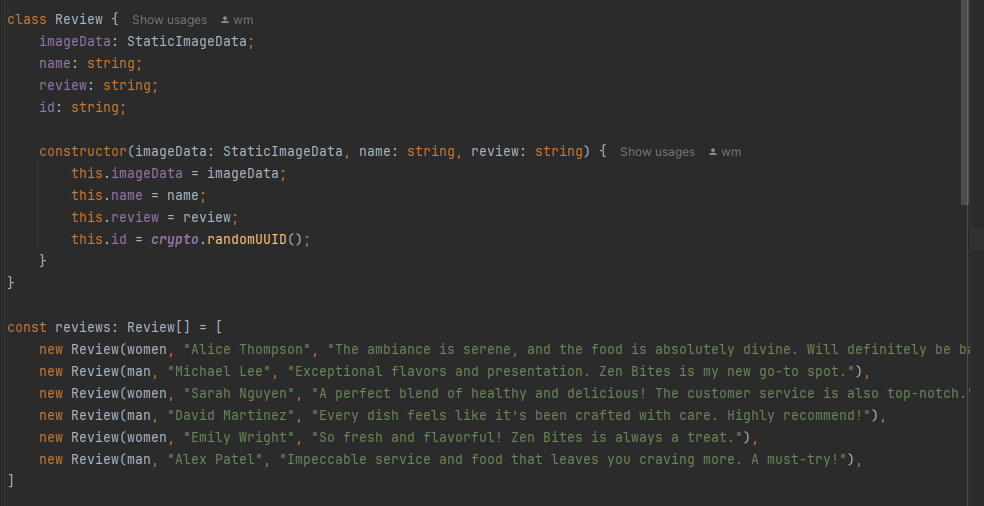 class Review {  Show usages  wm
    imageData: StaticImageData;
    name: string;
    review: string;
    id: string;

    constructor(imageData: StaticImageData, name: string, review: string) {  Show usages  wm
        this.imageData = imageData;
        this.name = name;
        this.review = review;
        this.id = crypto.randomUUID();
    }
}

const reviews: Review[] = [
    new Review(women, "Alice Thompson", "The ambiance is serene, and the food is absolutely divine. Will definitely be ba
    new Review(man, "Michael Lee", "Exceptional flavors and presentation. Zen Bites is my new go-to spot."),
    new Review(women, "Sarah Nguyen", "A perfect blend of healthy and delicious! The customer service is also top-notch."
    new Review(man, "David Martinez", "Every dish feels like it's been crafted with care. Highly recommend!"),
    new Review(women, "Emily Wright", "So fresh and flavorful! Zen Bites is always a treat."),
    new Review(man, "Alex Patel", "Impeccable service and food that leaves you craving more. A must-try!"),
]